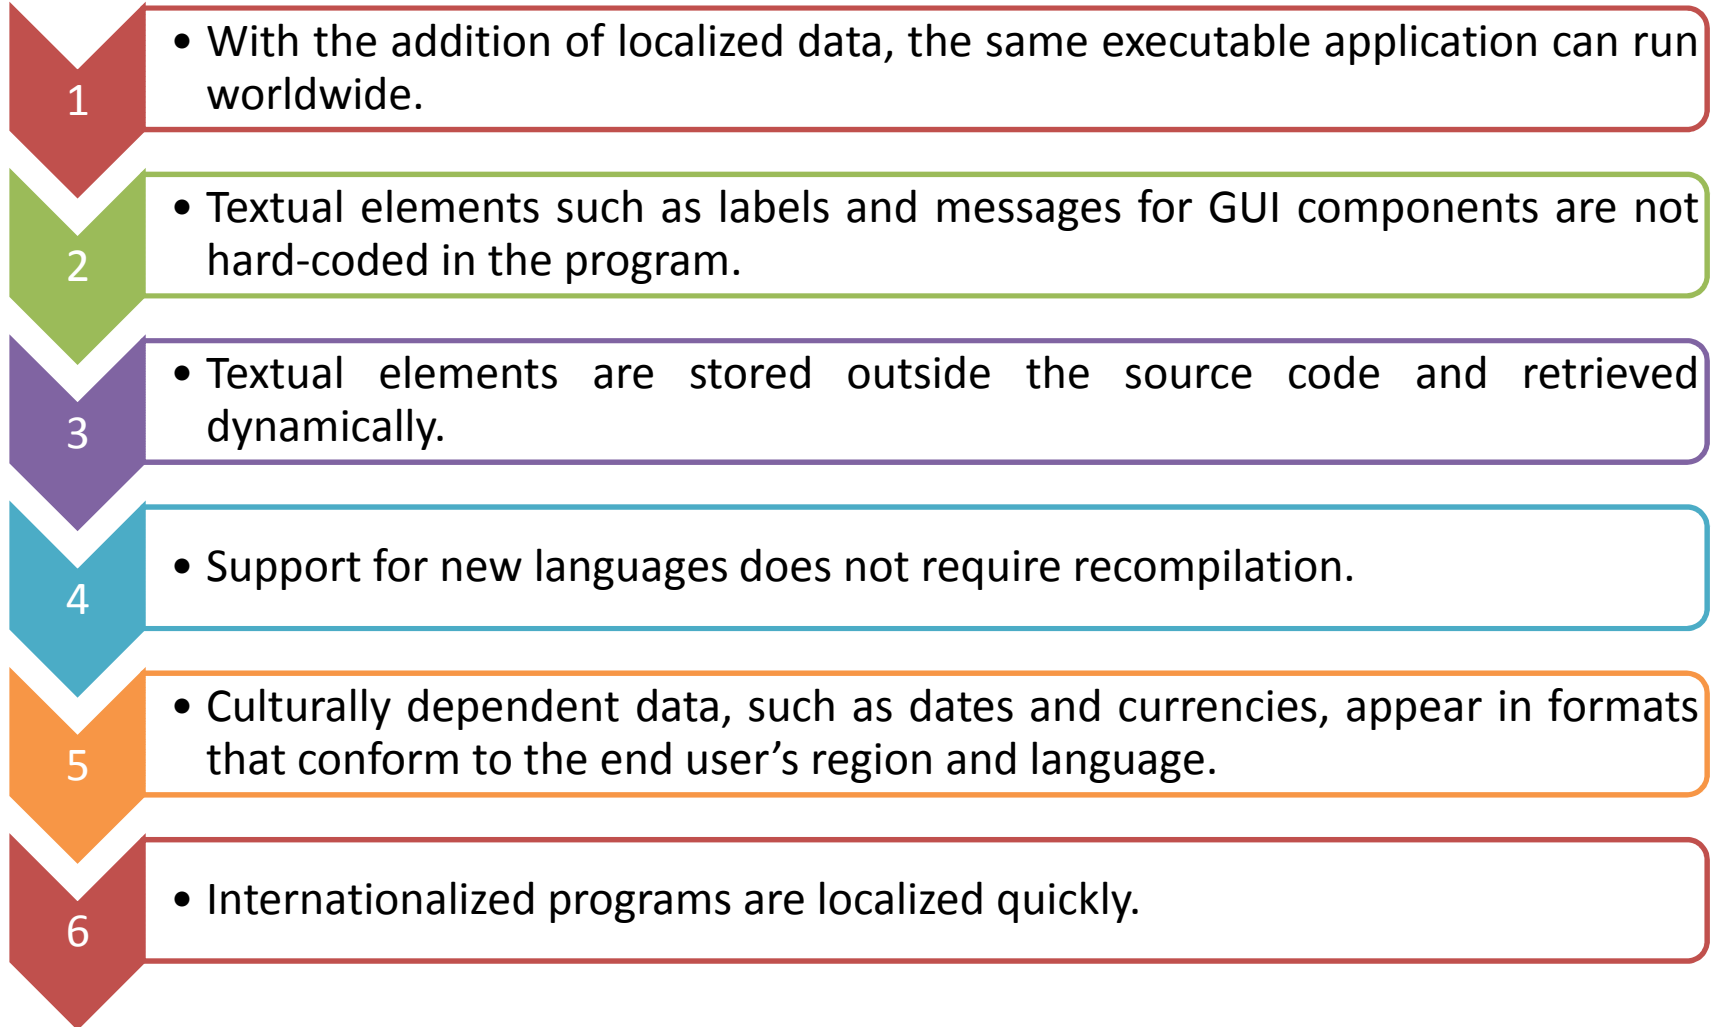 1
• With the addition of localized data, the same executable application can run
worldwide.
2
• Textual elements such as labels and messages for GUI components are not
hard-coded in the program.
3
• Textual elements are stored outside the source code and retrieved
dynamically.
4
• Support for new languages does not require recompilation.
5
• Culturally dependent data, such as dates and currencies, appear in formats
that conform to the end user’s region and language.
6
• Internationalized programs are localized quickly.